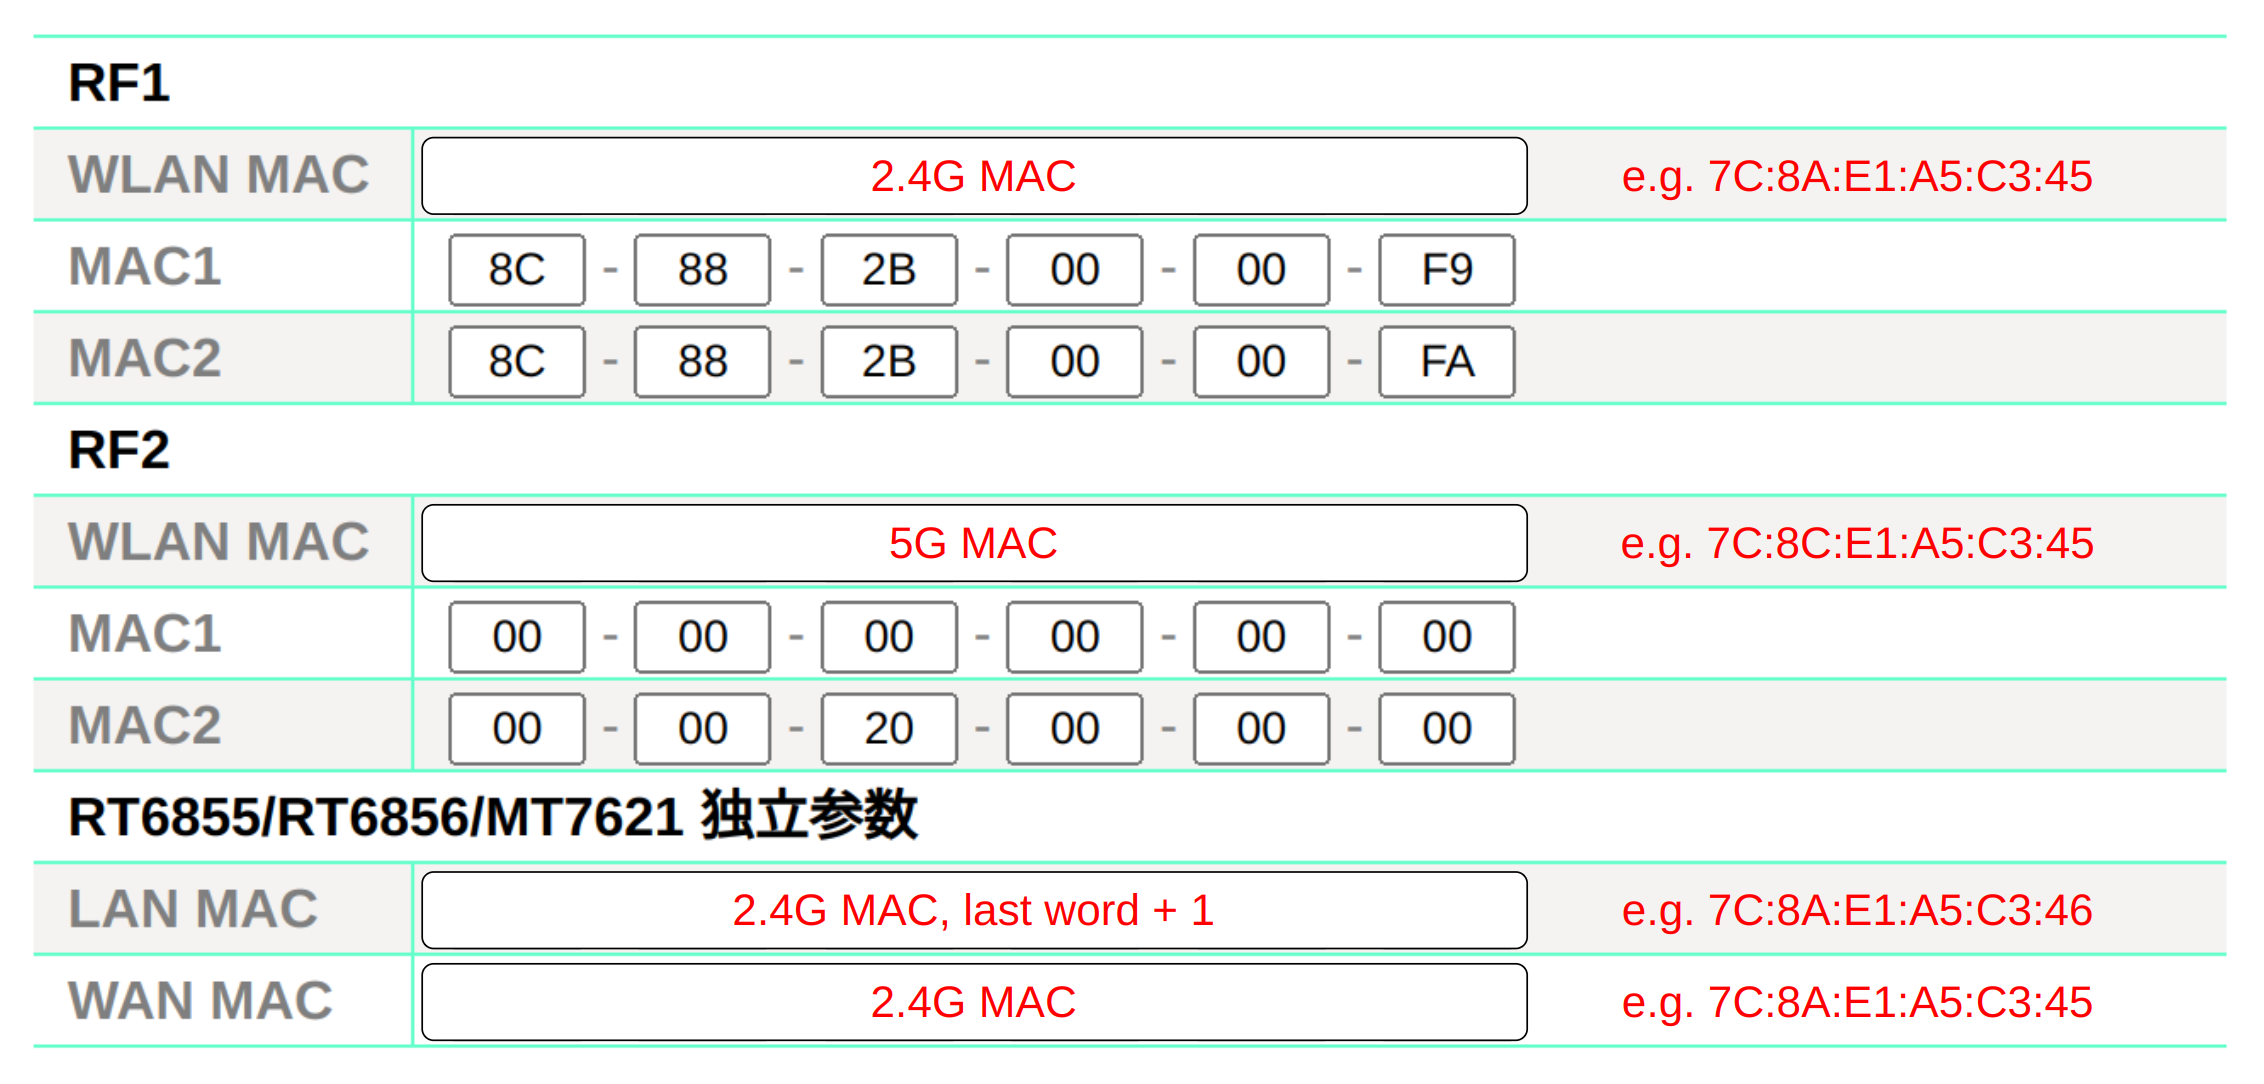 RF1
WLAN MAC 2.4G MAC e.g. 7C:8A:E1:A5:C3:45
MAC1 8C - 88 - 2B - 00 - 00 - F9
MAC2 8C - 88 - 2B - 00 - 00 - FA
RF2
WLAN MAC 5G MAC e.g. 7C:8C:E1:A5:C3:45
MAC1 00 - 00 - 00 - 00 - 00 - 00
MAC2 00 - 00 - 20 - 00 - 00 - 00
RT6855/RT6856/MT7621 独立参数
LAN MAC 2.4G MAC, last word + 1 e.g. 7C:8A:E1:A5:C3:46
WAN MAC 2.4G MAC e.g. 7C:8A:E1:A5:C3:45